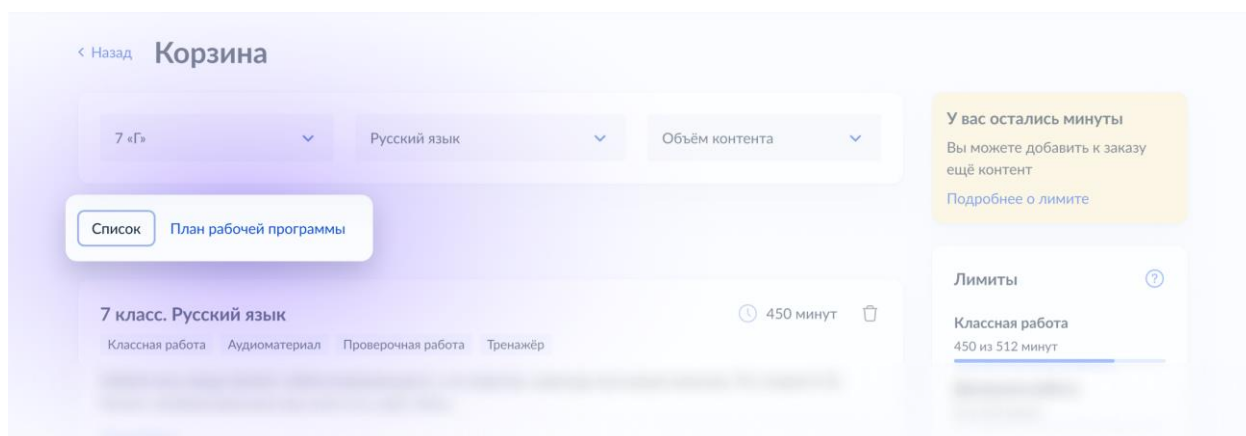 Назад Корзина
7 «Г» Русский язык Объём контента
Список План рабочей программы
7 класс. Русский язык 450 минут
Классная работа Аудиоматериал Проверочная работа Тренажёр
У вас остались минуты
Вы можете добавить к заказу
ещё контент
Подробнее о лимите
Лимиты ?
Классная работа
450 из 512 минут